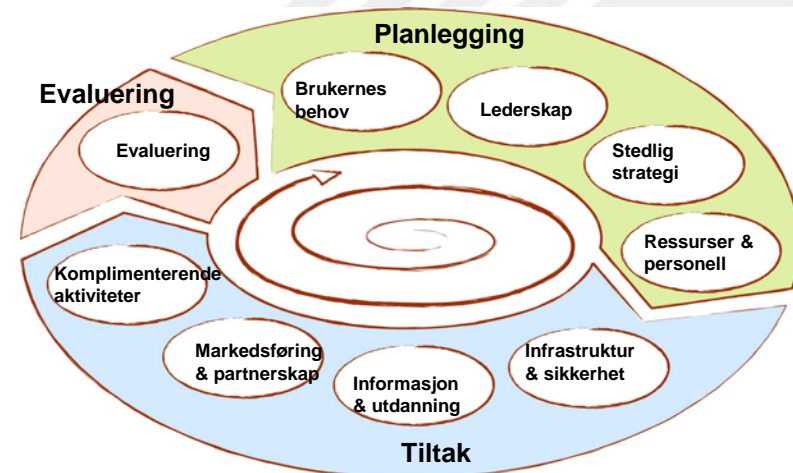 Planlegging
Brukernes
behov
Lederskap
Stedlig
strategi
Ressurser &
personell
Infrastruktur
& sikkerhet
Informasjon
& utdanning
Markedsføring
& partnerskap
Komplimenterende
aktiviteter
Tiltak
Evaluering
Evaluering